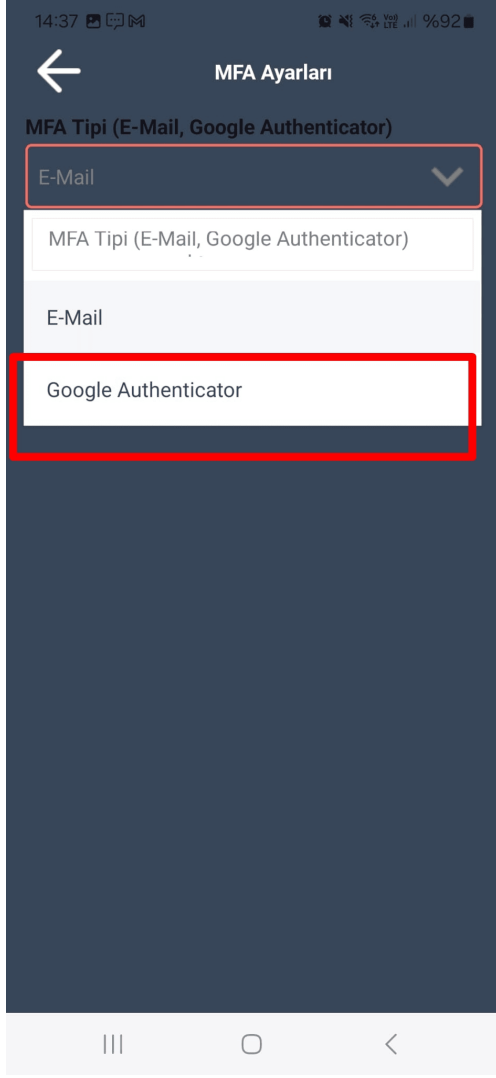 14:37 %92
MFA Ayarları
MFA Tipi (E-Mail, Google Authenticator)
E-Mail
MFA Tipi (E-Mail, Google Authenticator)
E-Mail
Google Authenticator